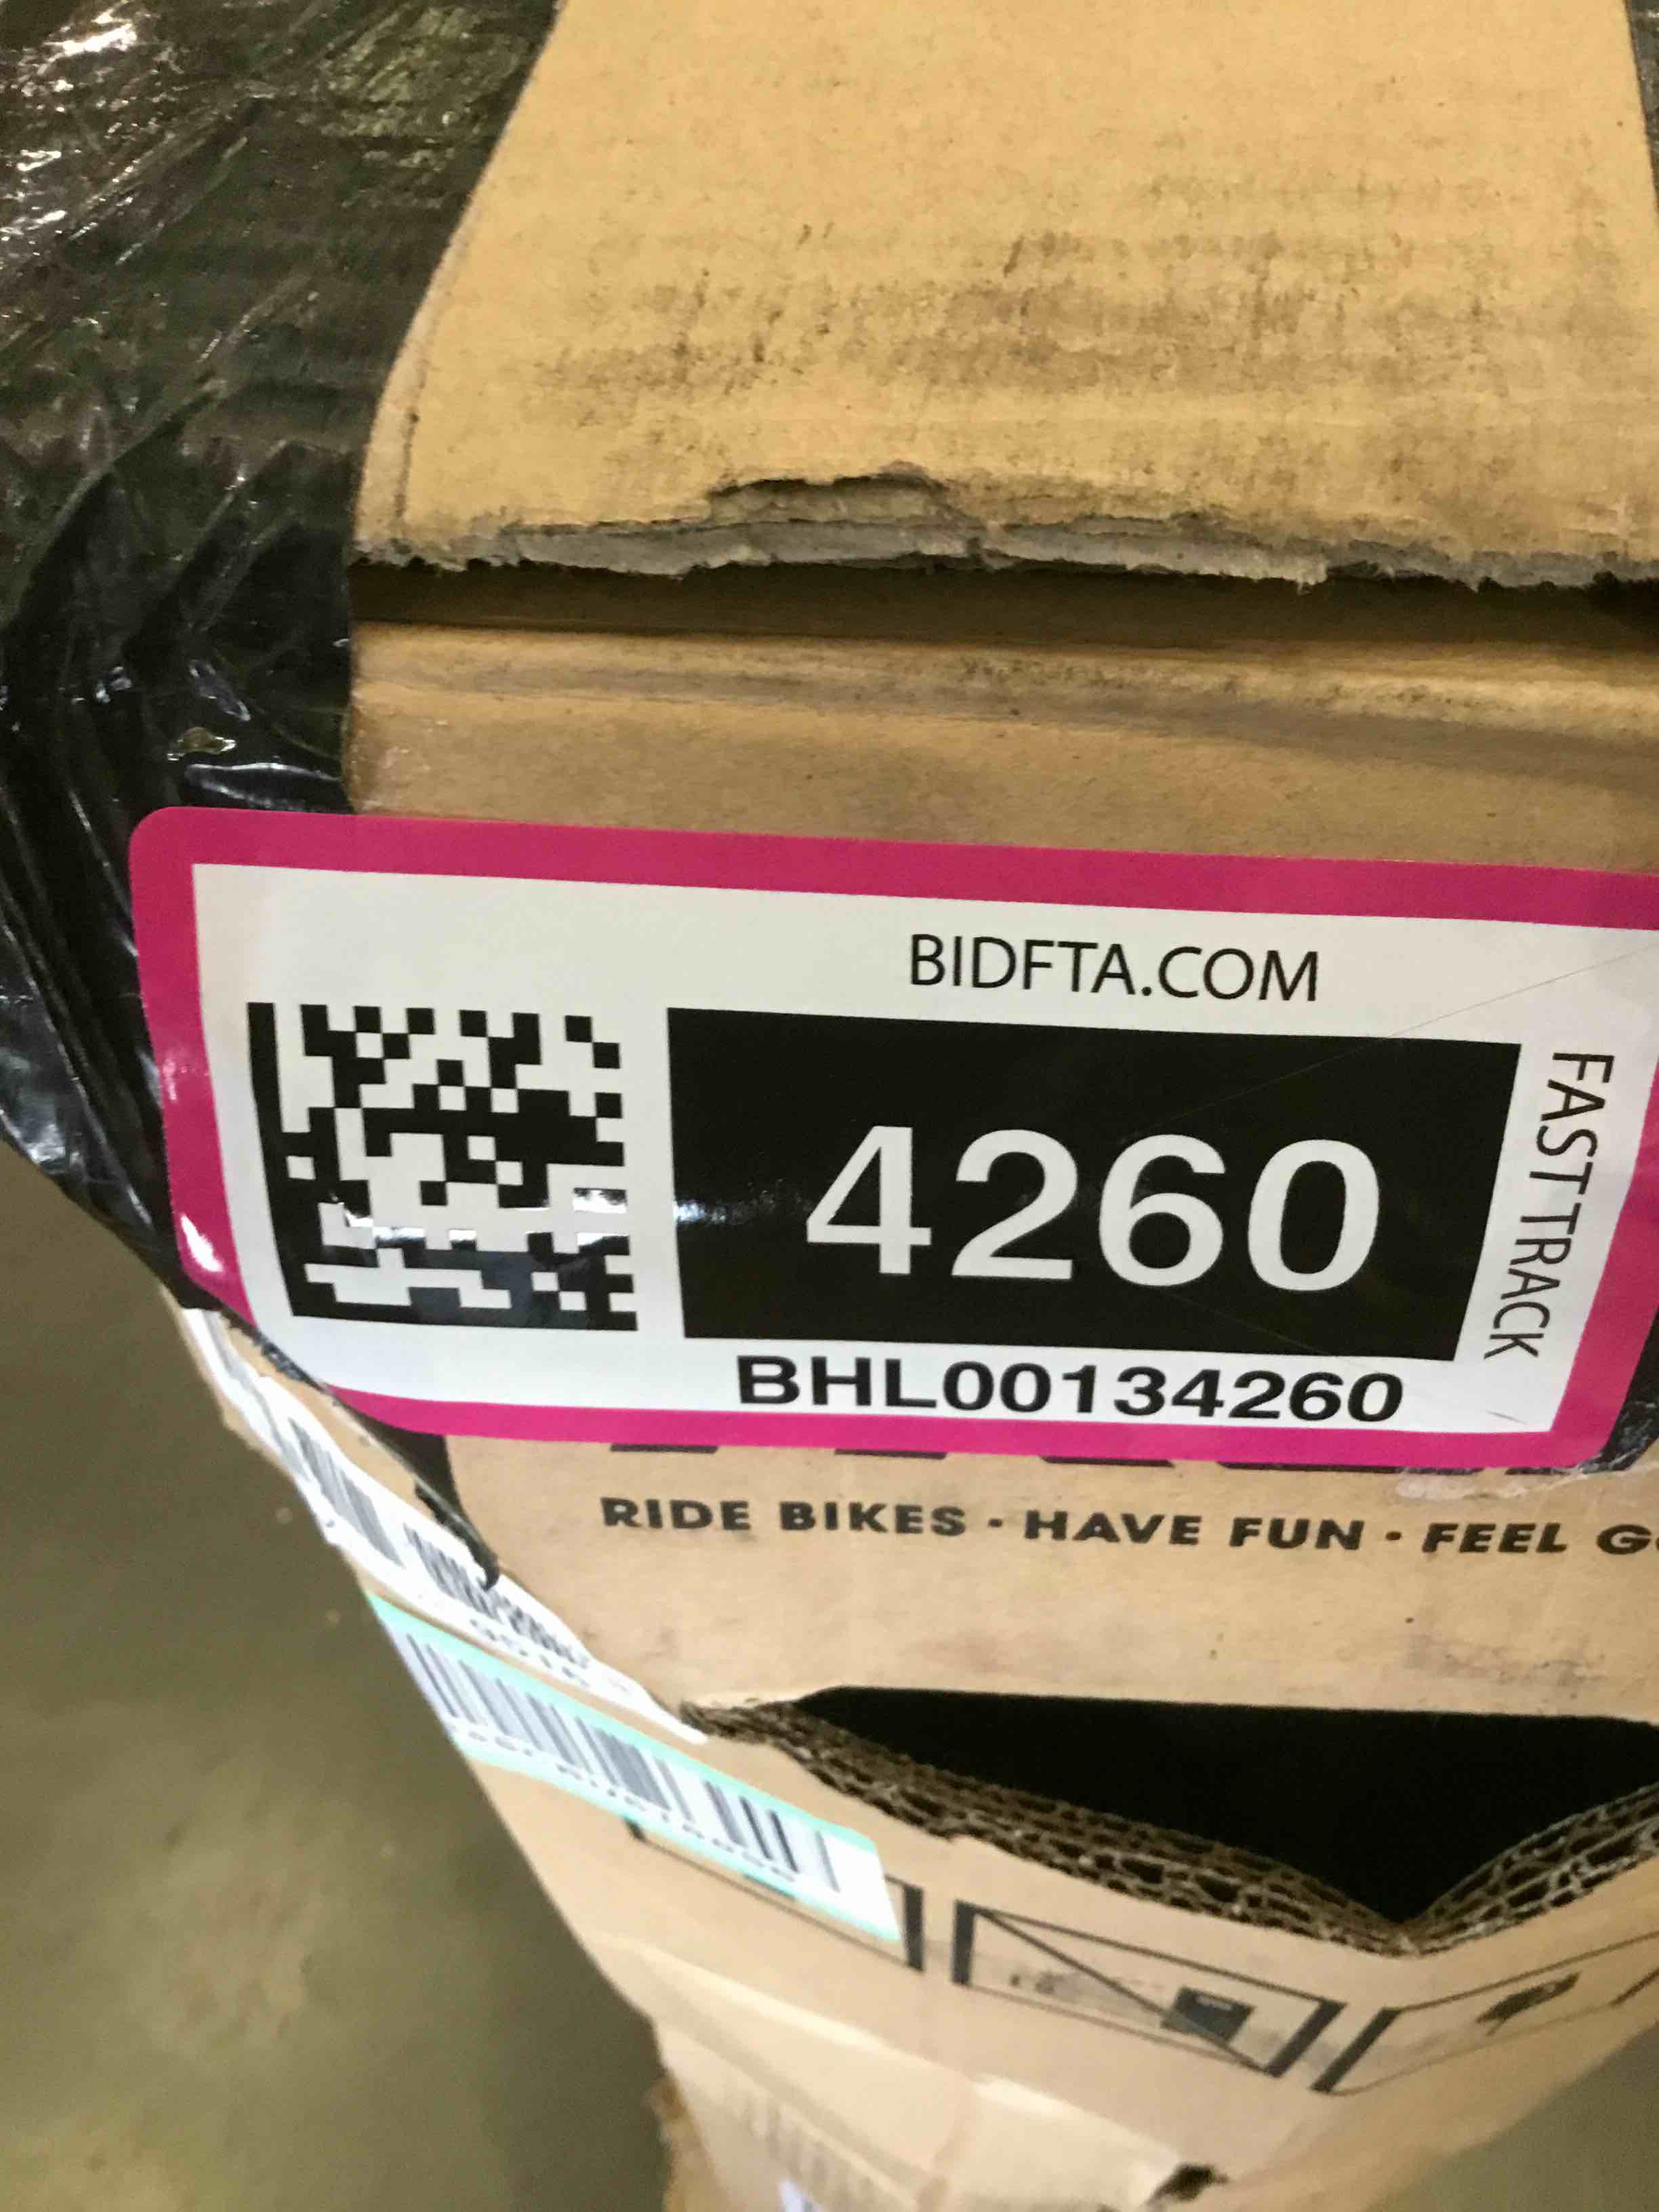 BIDFTA.COM
4260
FAST TRACK
BHL00134260
RIDE BIKES · HAVE FUN · FEEL